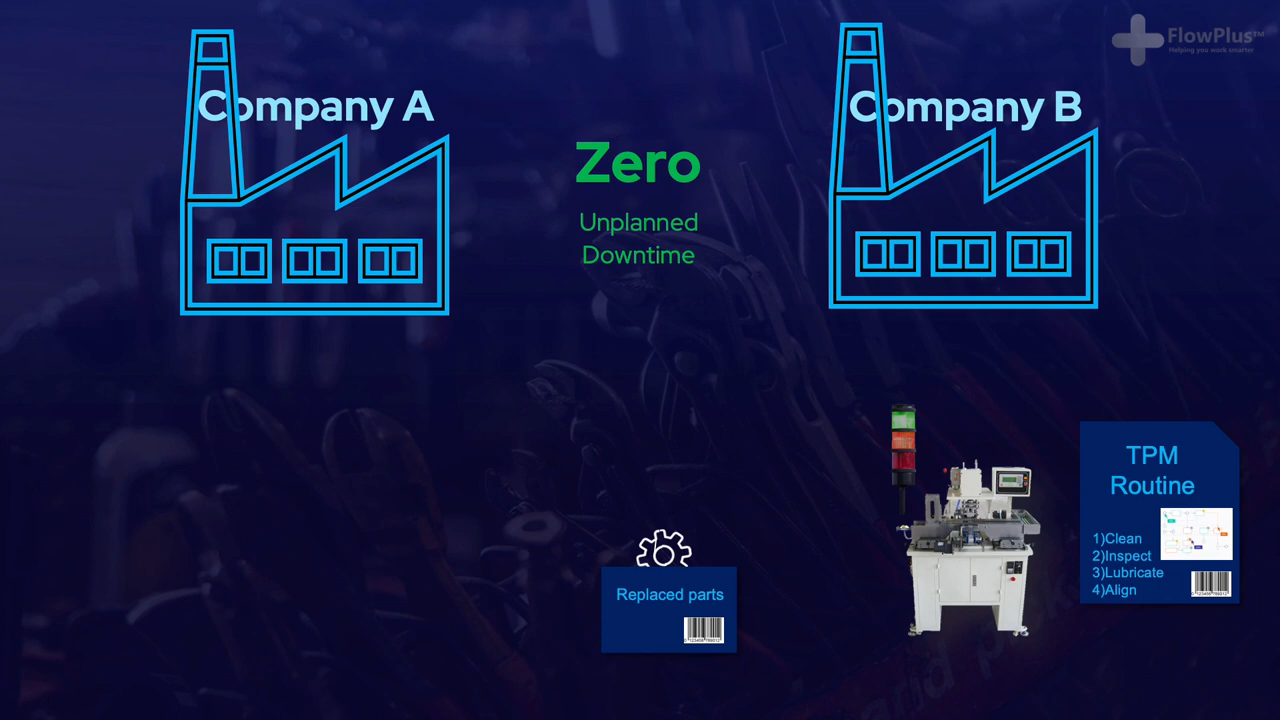 FlowPlus™
Helping you work smarter
Company A
Company B
Zero
Unplanned
Downtime
TPM
Routine
1)Clean
2)Inspect
3)Lubricate
4)Align
Replaced parts